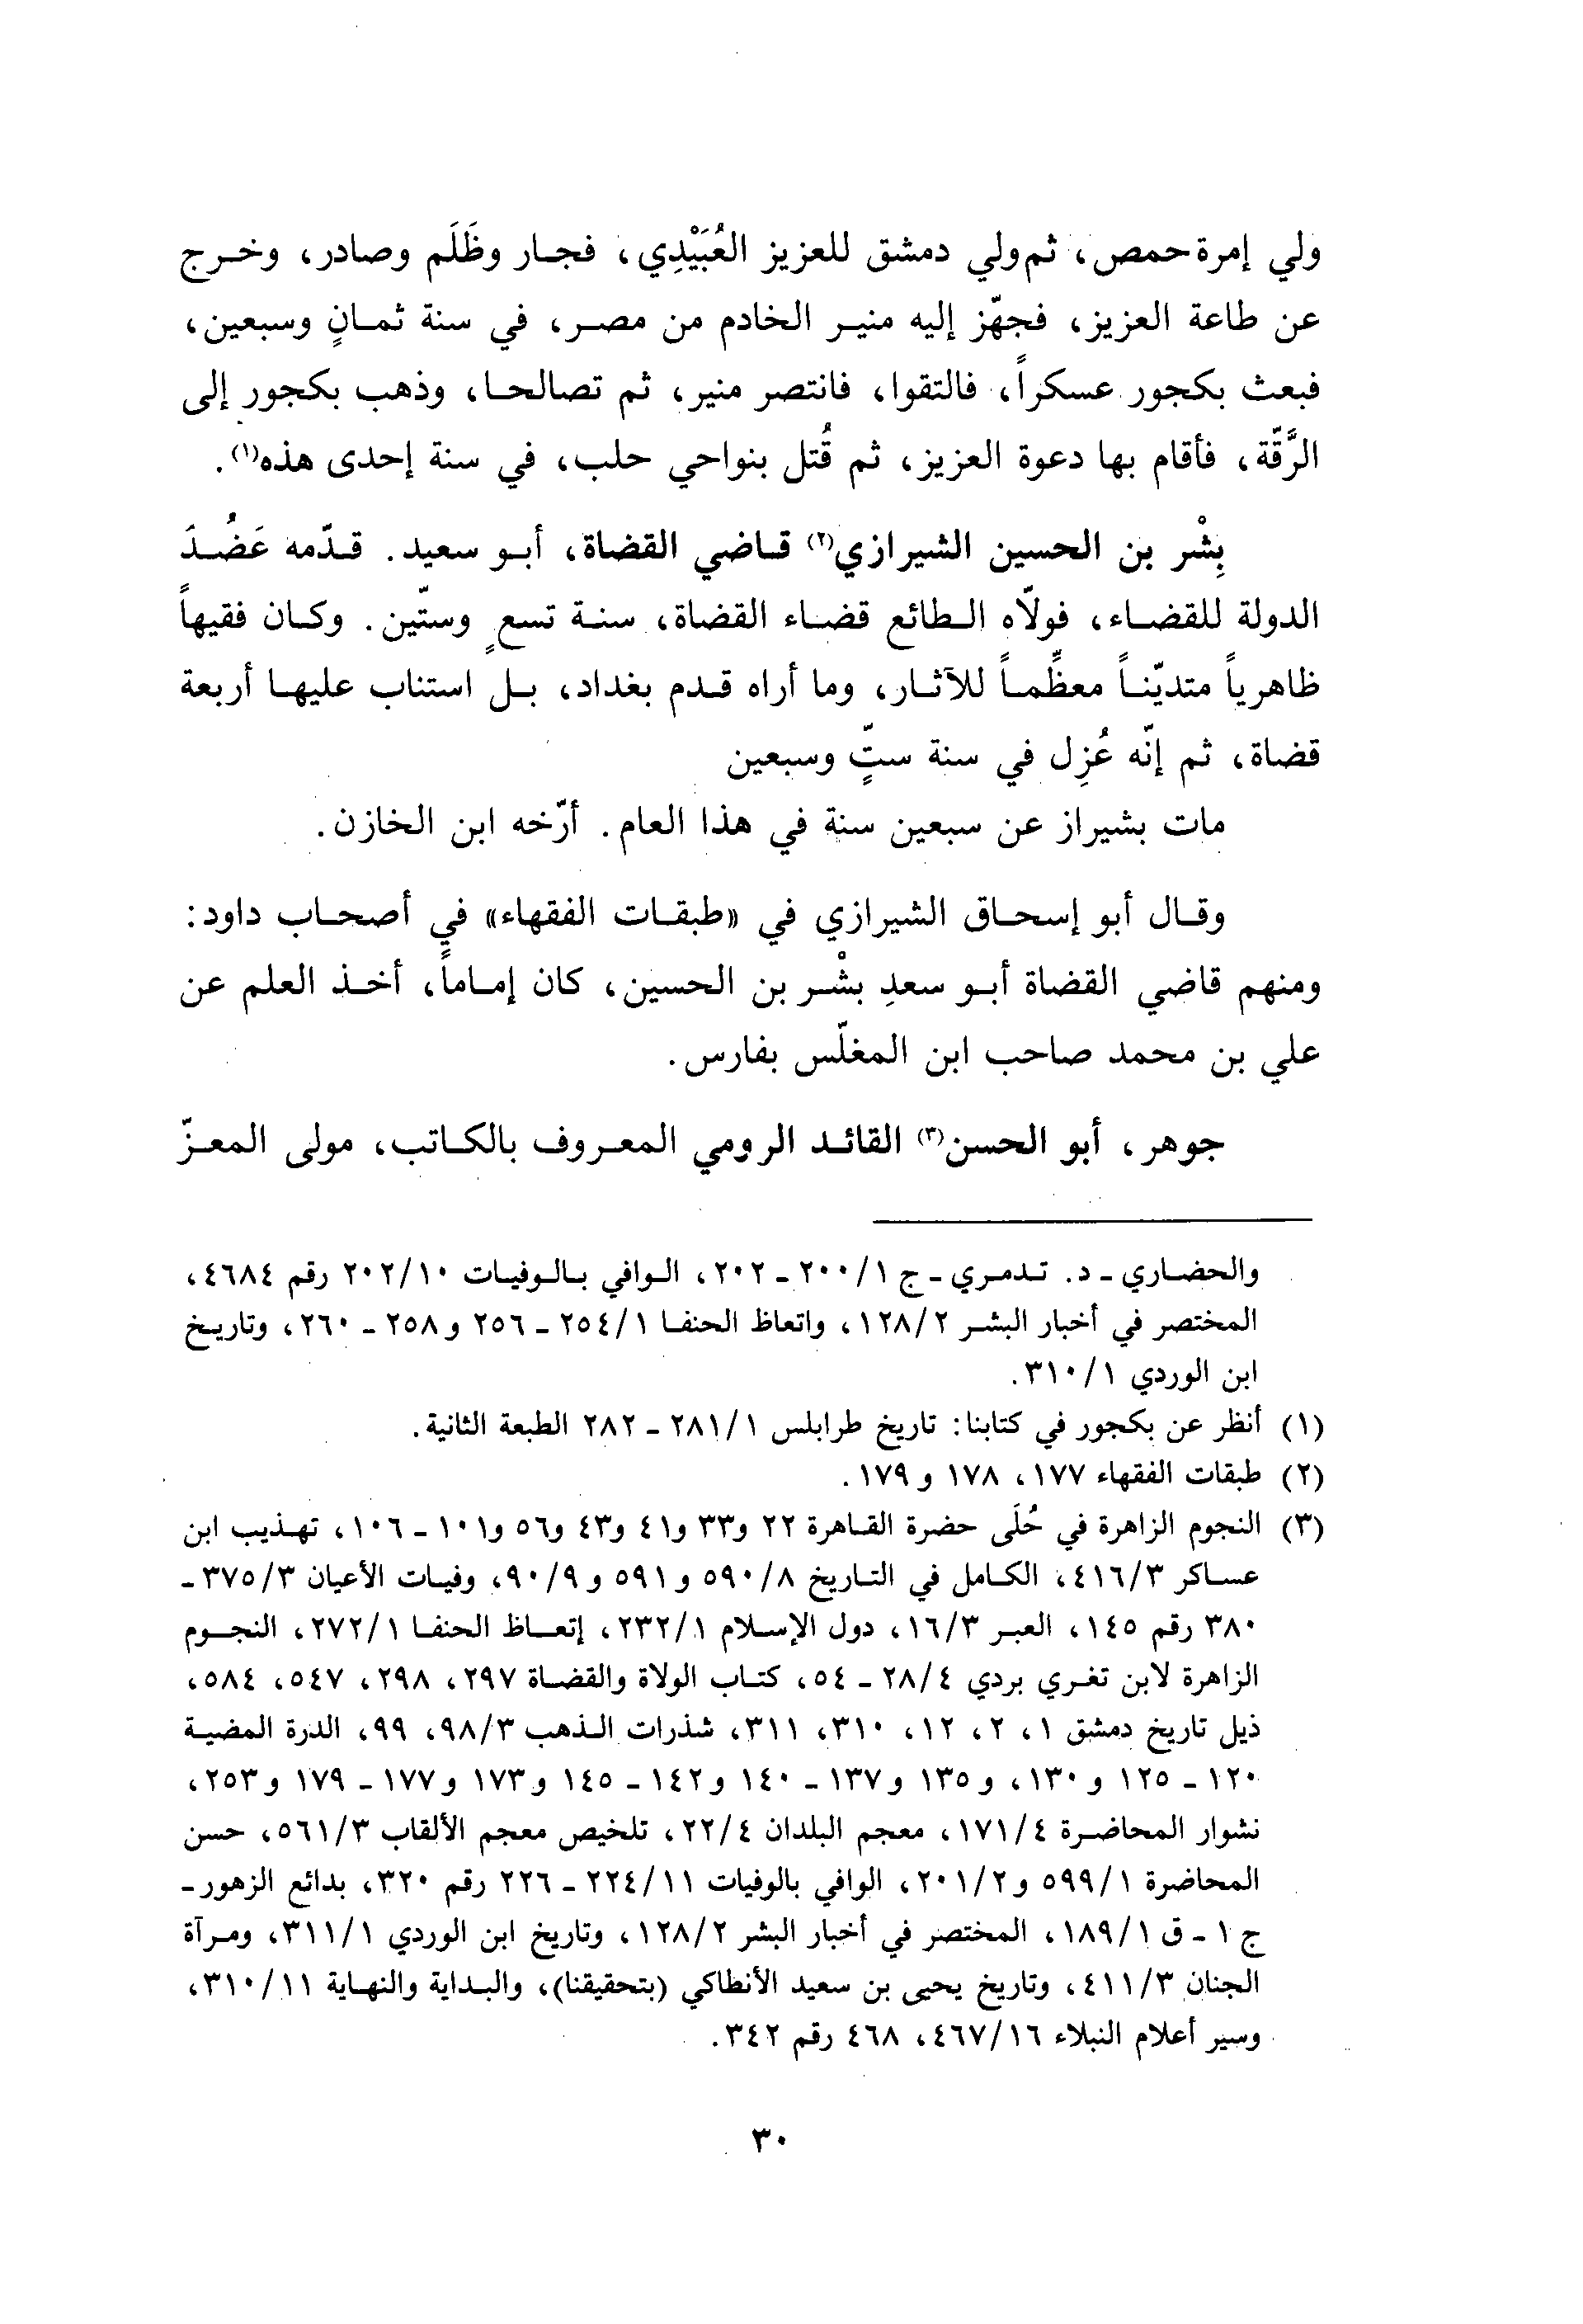 ولي إمرة حمص، ثم ولي دمشق للعزيز العُبَيْدِي، فجار وظَلَم وصادر، وخرج
عن طاعة العزيز، فجهّز إليه منير الخادم من مصر، في سنة ثمانٍ وسبعين،
فبعث بكجور عسكراً، فالتقوا، فانتصر منير، ثم تصالحا، وذهب بكجور إلى
الرَّقّة، فأقام بها دعوة العزيز، ثم قُتل بنواحي حلب، في سنة إحدى هذه(١).
بِشْر بن الحسين الشيرازي(٢) قاضي القضاة، أبو سعيد. قدّمه عَضُدَ
الدولة للقضاء، فولّاه الطائع قضاء القضاة، سنة تسعٍ وستّين. وكان فقيهاً
ظاهرياً متديّناً معظِّماً للآثار، وما أراه قدم بغداد، بل استناب عليها أربعة
قضاة، ثم إنّه عُزِل في سنة ستٍّ وسبعين
مات بشيراز عن سبعين سنة في هذا العام. أرّخه ابن الخازن.
وقال أبو إسحاق الشيرازي في «طبقات الفقهاء» في أصحاب داود:
ومنهم قاضي القضاة أبو سعدِ بشْر بن الحسين، كان إماماً، أخذ العلم عن
علي بن محمد صاحب ابن المغلّس بفارس.
جوهر، أبو الحسن(٣) القائد الرومي المعروف بالكاتب، مولى المعزّ
والحضاري - د. تدمري - ج ١/ ٢٠٠ - ٢٠٢، الوافي بالوفيات ٢٠٢/١٠ رقم ٤٦٨٤،
المختصر في أخبار البشر ١٢٨/٢، واتعاظ الحنفا ٢٥٤/١ - ٢٥٦ و٢٥٨ - ٢٦٠، وتاريخ
ابن الوردي ٣١٠/١.
(١) أنظر عن بكجور في كتابنا: تاريخ طرابلس ٢٨١/١ - ٢٨٢ الطبعة الثانية.
(٢) طبقات الفقهاء ١٧٧، ١٧٨ و ١٧٩.
(٣) النجوم الزاهرة في حُلَى حضرة القاهرة ٢٢ و٣٣ و٤١ و٤٣ و٥٦ و١٠١ - ١٠٦، تهذيب ابن
عساكر ٤١٦/٣، الكامل في التاريخ ٥٩٠/٨ و ٥٩١ و ٩٠/٩، وفيات الأعيان ٣٧٥/٣ -
٣٨٠ رقم ١٤٥، العبر ١٦/٣، دول الإسلام ٢٣٢/١، إتعاظ الحنفا ٢٧٢/١، النجوم
الزاهرة لابن تغري بردي ٢٨/٤ - ٥٤، كتاب الولاة والقضاة ٢٩٧، ٢٩٨، ٥٤٧، ٥٨٤،
ذيل تاريخ دمشق ١، ٢، ١٢، ٣١٠، ٣١١، شذرات الذهب ٩٨/٣، ٩٩، الدرة المضية
١٢٠ - ١٢٥ و ١٣٠، و ١٣٥ و ١٣٧ - ١٤٠ و١٤٢ - ١٤٥ و١٧٣ و١٧٧ - ١٧٩ و ٢٥٣،
نشوار المحاضرة ١٧١/٤، معجم البلدان ٢٢/٤، تلخيص معجم الألقاب ٥٦١/٣، حسن
المحاضرة ٥٩٩/١ و ٢٠١/٢، الوافي بالوفيات ٢٢٤/١١ - ٢٢٦ رقم ٣٢٠، بدائع الزهور -
ج ١ - ق ١٨٩/١، المختصر في أخبار البشر ١٢٨/٢، وتاريخ ابن الوردي ٣١١/١، ومرآة
الجنان ٤١١/٣، وتاريخ يحيى بن سعيد الأنطاكي (بتحقيقنا)، والبداية والنهاية ٣١٠/١١،
وسير أعلام النبلاء ٤٦٧/١٦، ٤٦٨ رقم ٣٤٢.
٣٠